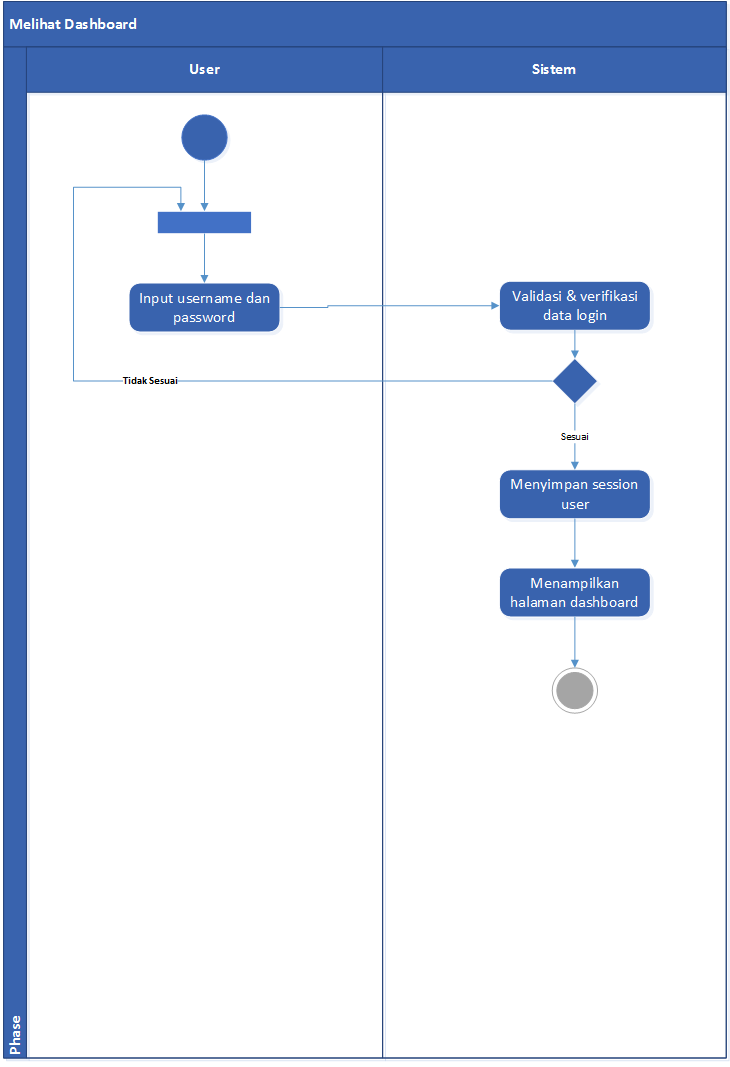 Melihat Dashboard
User
Sistem
Input username dan
password
Validasi & verifikasi
data login
Tidak Sesuai
Sesuai
Menyimpan session
user
Menampilkan
halaman dashboard
Phase